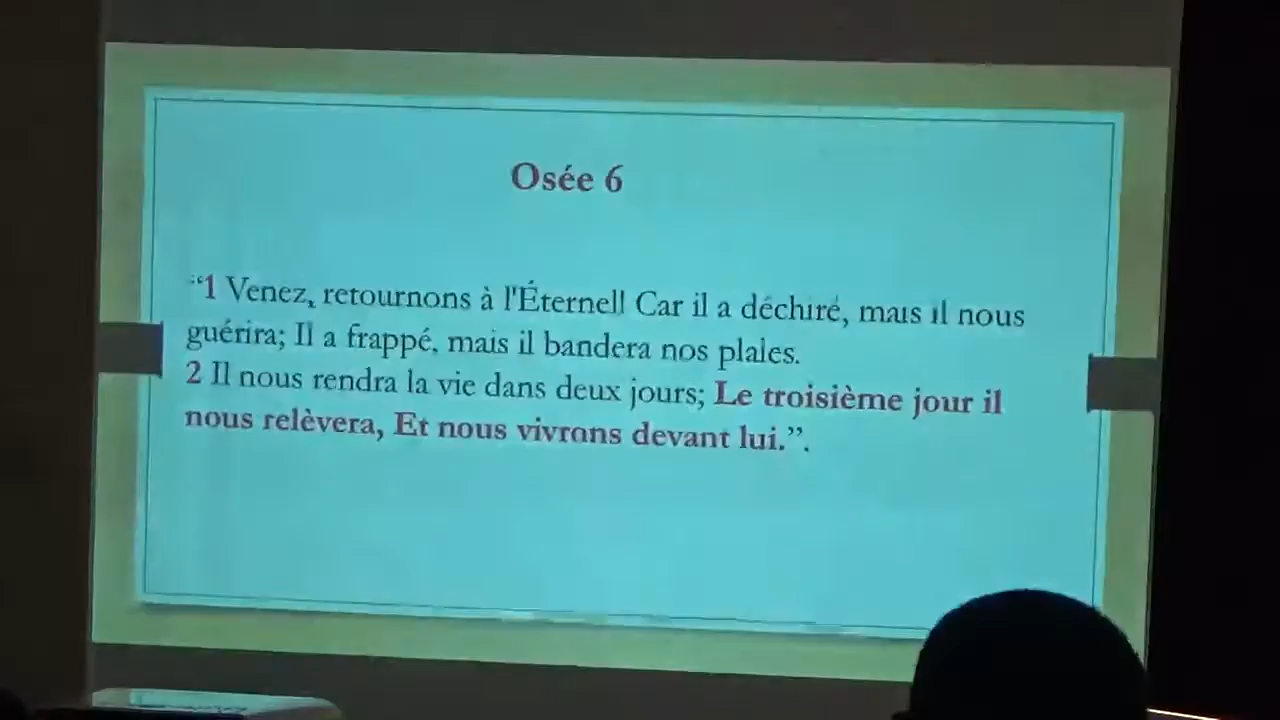 Osée 6
“1 Venez, retournons à l'Éternel! Car il a déchiré, mais il nous
guérira; Il a frappé, mais il bandera nos plaies.
2 Il nous rendra la vie dans deux jours; Le troisième jour il
nous relèvera, Et nous vivrons devant lui.”.